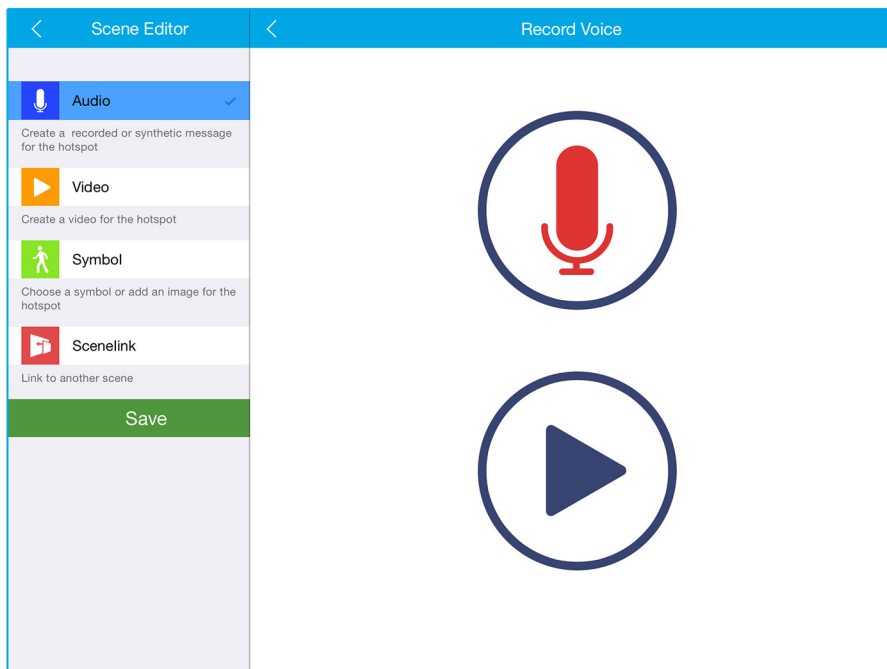 Scene Editor
Record Voice
Audio
Create a recorded or synthetic message
for the hotspot
Video
Create a video for the hotspot
Symbol
Choose a symbol or add an image for the
hotspot
Scenelink
Link to another scene
Save